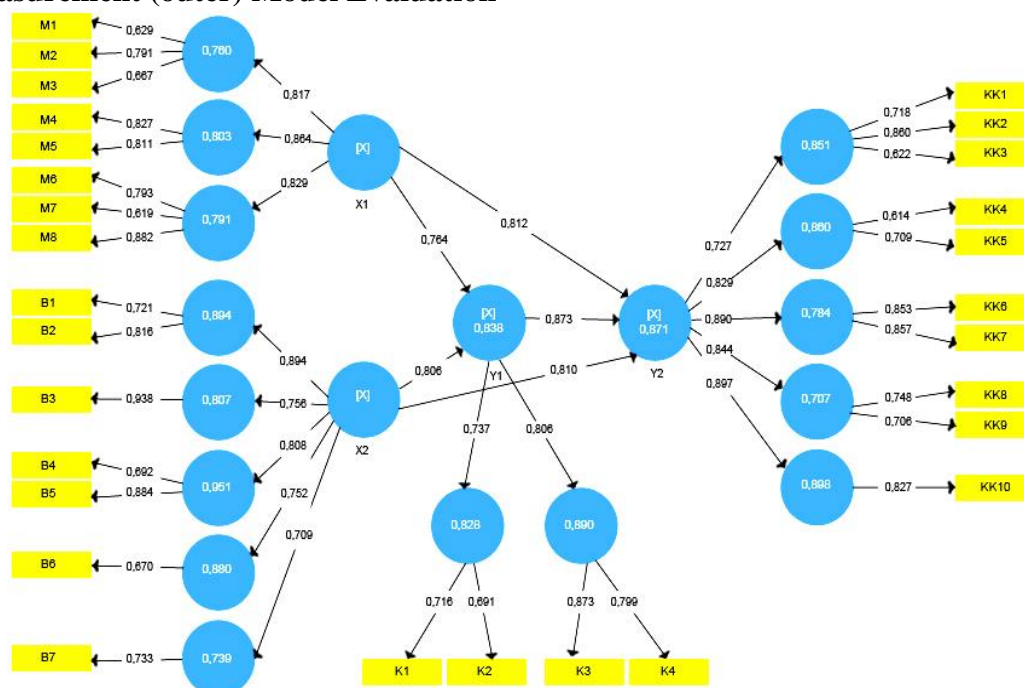 asurement (outer) Model Evaluation
M1
M2
M3
0,629
0,791
0,667
0,760
M4
M5
0,827
0,811
0,803
M6
M7
M8
0,793
0,619
0,882
0,791
0,817
0,864
0,829
[X]
X1
0,764
0,812
B1
B2
0,721
0,816
0,894
B3
0,938
0,807
B4
B5
0,692
0,884
0,951
B6
0,670
0,880
B7
0,733
0,739
0,894
0,756
0,808
0,752
0,709
[X]
X2
0,806
0,810
[X]
0,838
Y1
0,873
[X]
0,871
Y2
0,737
0,806
0,828
0,890
0,716
0,691
0,873
0,799
K1
K2
K3
K4
0,727
0,829
0,890
0,844
0,897
0,851
0,718
0,860
0,622
KK1
KK2
KK3
0,860
0,614
0,709
KK4
KK5
0,784
0,853
0,857
KK6
KK7
0,707
0,748
0,706
KK8
KK9
0,898
0,827
KK10